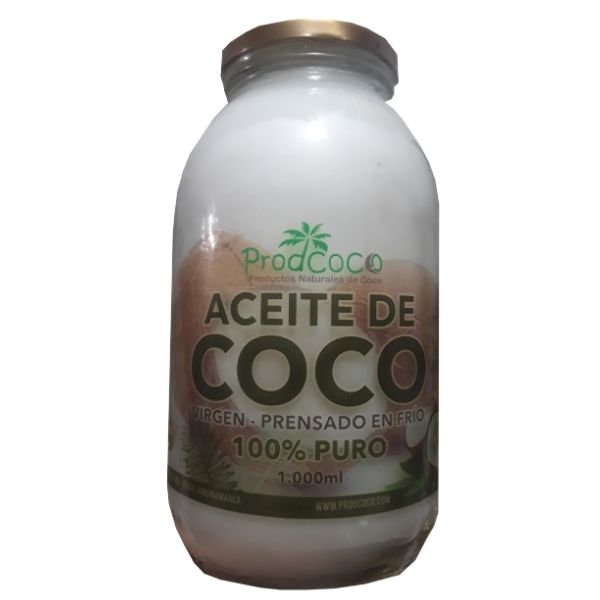 ProdCoco
Productos Naturales de Coco
ACEITE DE
COCO
VIRGEN - PRENSADO EN FRIO
100% PURO
1.000ml
CUNDINAMARCA
WWW.PRODCOCO.COM